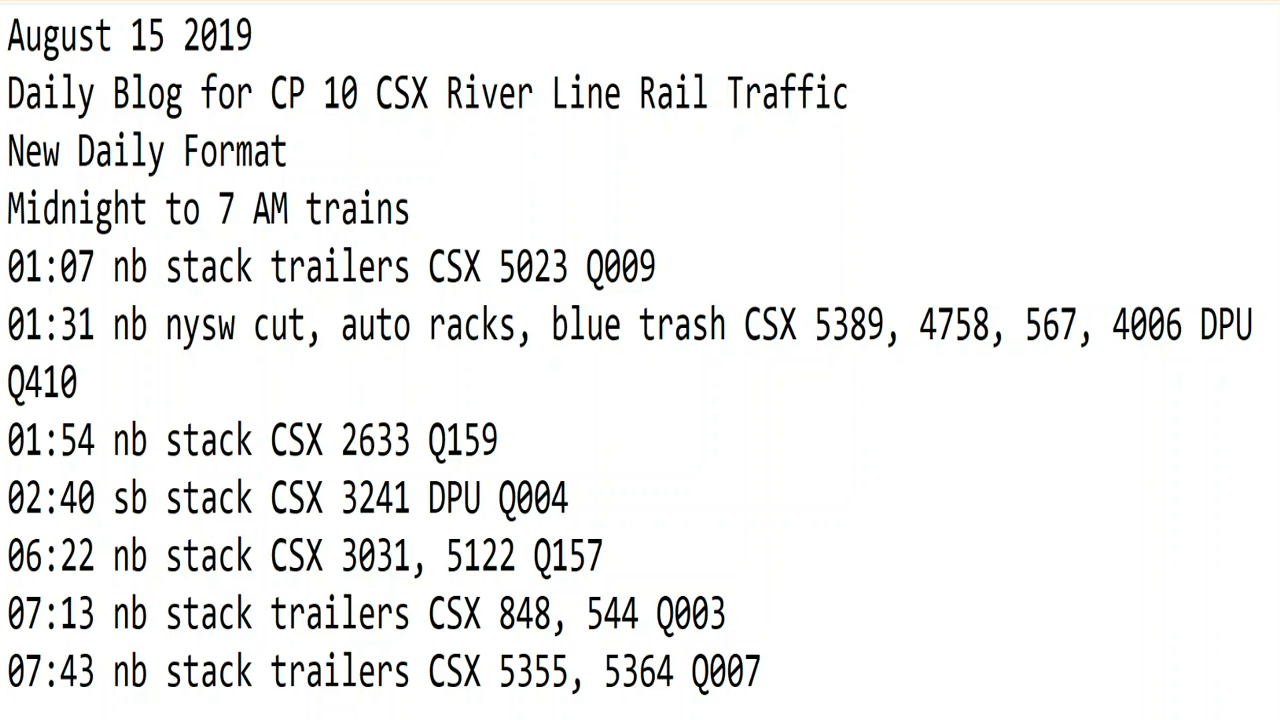 August 15 2019
Daily Blog for CP 10 CSX River Line Rail Traffic
New Daily Format
Midnight to 7 AM trains
01:07 nb stack trailers CSX 5023 Q009
01:31 nb nysw cut, auto racks, blue trash CSX 5389, 4758, 567, 4006 DPU
Q410
01:54 nb stack CSX 2633 Q159
02:40 sb stack CSX 3241 DPU Q004
06:22 nb stack CSX 3031, 5122 Q157
07:13 nb stack trailers CSX 848, 544 Q003
07:43 nb stack trailers CSX 5355, 5364 Q007